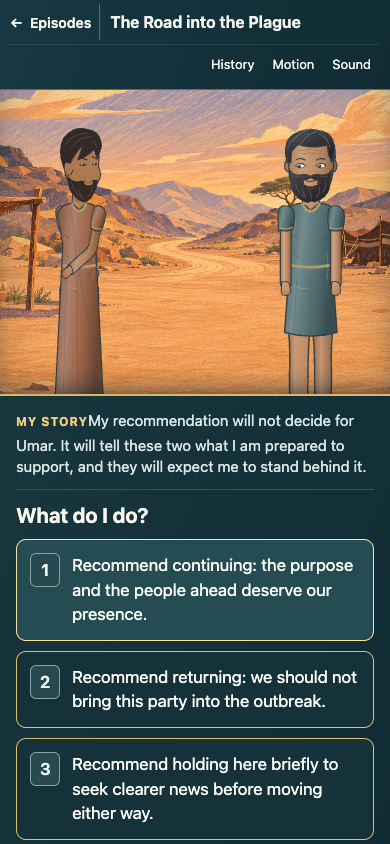 ← Episodes
The Road into the Plague
History Motion Sound
MY STORYMy recommendation will not decide for
Umar. It will tell these two what I am prepared to
support, and they will expect me to stand behind it.
What do I do?
1 Recommend continuing: the purpose
and the people ahead deserve our
presence.
2 Recommend returning: we should not
bring this party into the outbreak.
3 Recommend holding here briefly to
seek clearer news before moving
either way.